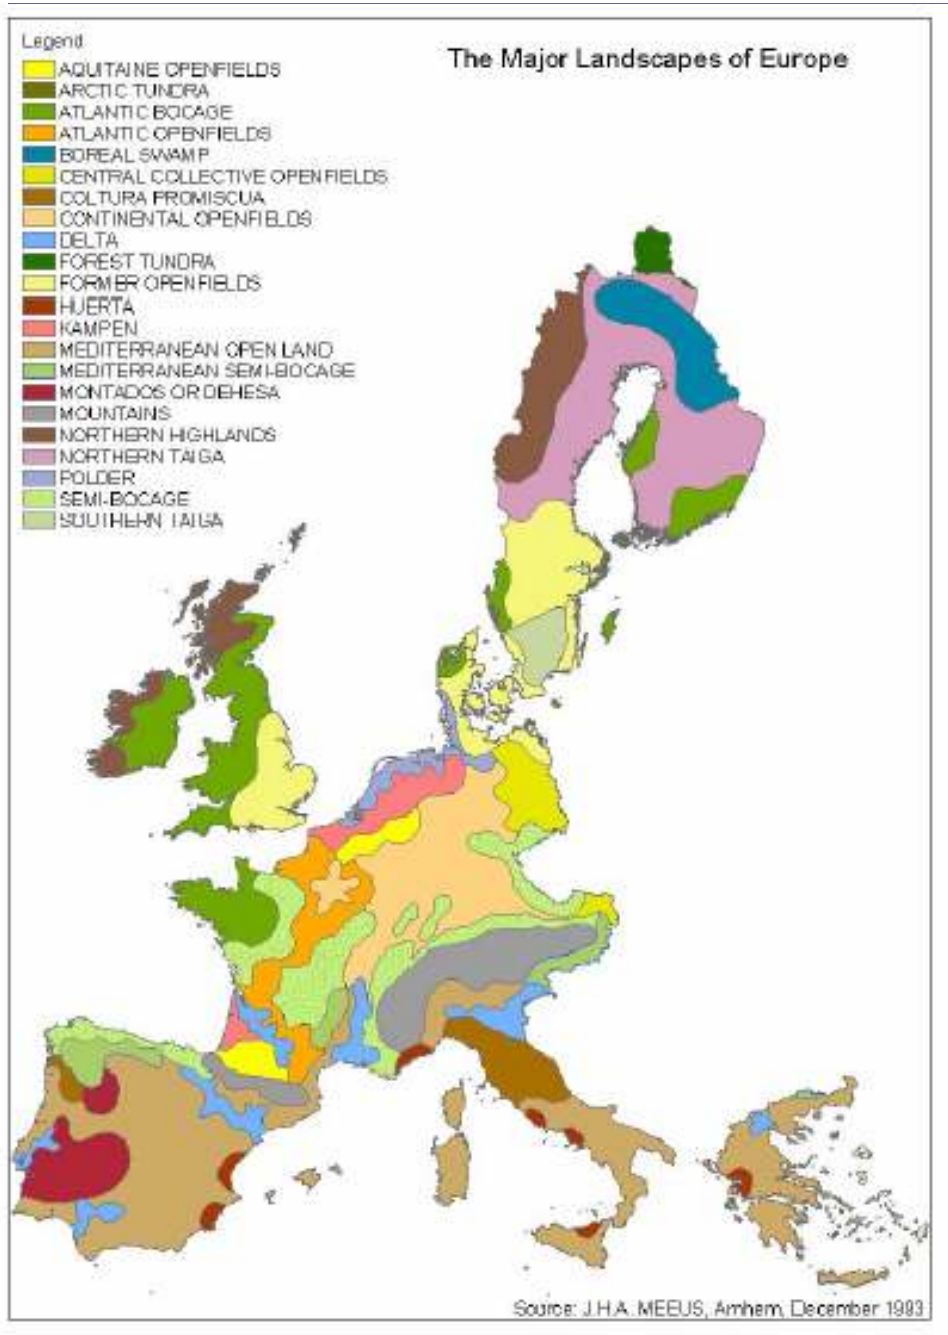 Legend
The Major Landscapes of Europe
AQUITAINE OPENFIELDS
ARCTIC TUNDRA
ATLANTIC BOCAGE
ATLANTIC OPENFIELDS
BOREAL SWAMP
CENTRAL COLLECTIVE OPENFIELDS
COLTURA PROMISCUA
CONTINENTAL OPENFIELDS
DELTA
FOREST TUNDRA
FORMER OPENFIELDS
HUERTA
KAMPEN
MEDITERRANEAN OPEN LAND
MEDITERRANEAN SEMI-BOCAGE
MONTADOS OR DEHESA
MOUNTAINS
NORTHERN HIGHLANDS
NORTHERN TAIGA
POLDER
SEMI-BOCAGE
SOUTHERN TAIGA
Source: J.H.A. MEEUS, Arnhem, December 1993